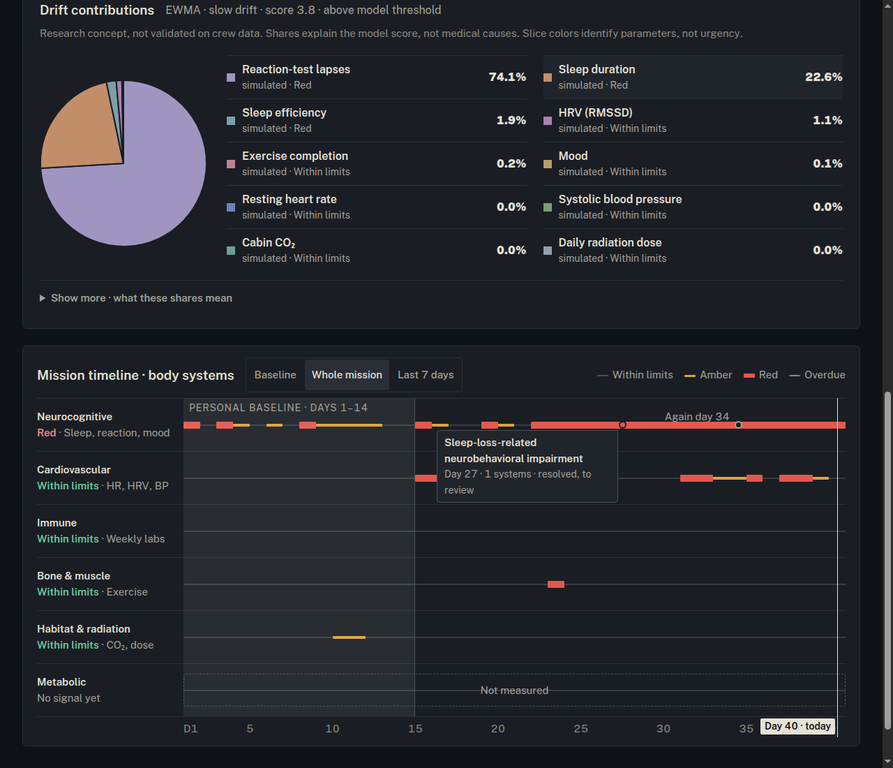 Drift contributions EWMA · slow drift · score 3.8 · above model threshold
Research concept, not validated on crew data. Shares explain the model score, not medical causes. Slice colors identify parameters, not urgency.
Reaction-test lapses
simulated · Red
74.1%
Sleep duration
simulated · Red
22.6%
Sleep efficiency
simulated · Red
1.9%
HRV (RMSSD)
simulated · Within limits
1.1%
Exercise completion
simulated · Within limits
0.2%
Mood
simulated · Within limits
0.1%
Resting heart rate
simulated · Within limits
0.0%
Systolic blood pressure
simulated · Within limits
0.0%
Cabin CO₂
simulated · Within limits
0.0%
Daily radiation dose
simulated · Within limits
0.0%
Show more · what these shares mean
Mission timeline · body systems Baseline Whole mission Last 7 days Within limits Amber Red Overdue
PERSONAL BASELINE · DAYS 1–14
Neurocognitive
Red · Sleep, reaction, mood
Again day 34
Sleep-loss-related
neurobehavioral impairment
Day 27 · 1 systems · resolved, to
review
Cardiovascular
Within limits · HR, HRV, BP
Immune
Within limits · Weekly labs
Bone & muscle
Within limits · Exercise
Habitat & radiation
Within limits · CO₂, dose
Metabolic
No signal yet
Not measured
D1 5 10 15 20 25 30 35 Day 40 · today